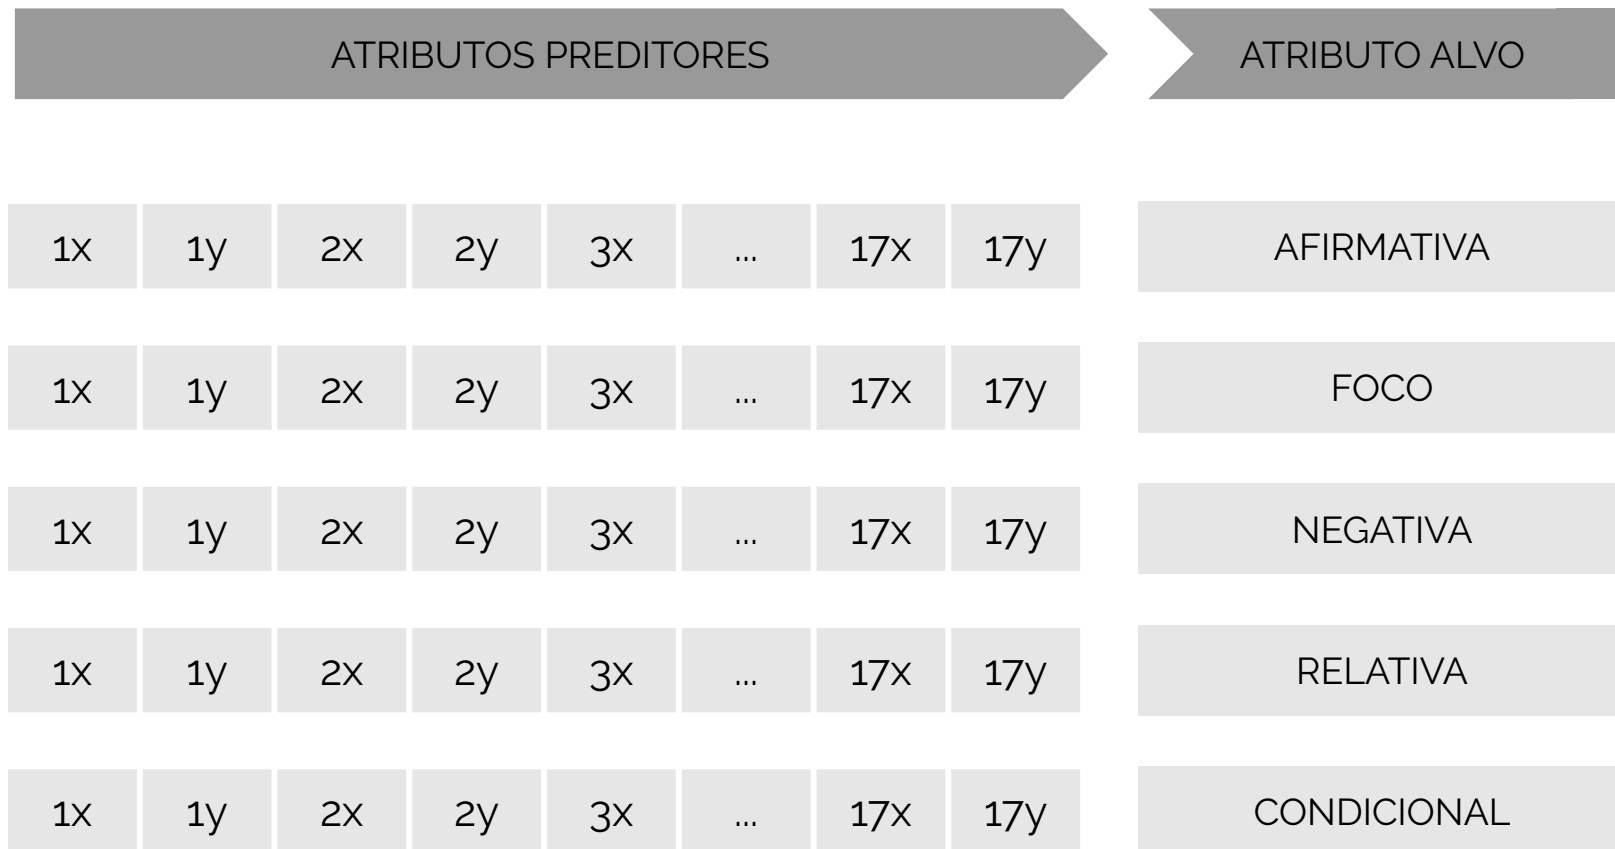 ATRIBUTOS PREDITORES ATRIBUTO ALVO
1x 1y 2x 2y 3x ... 17x 17y AFIRMATIVA
1x 1y 2x 2y 3x ... 17x 17y FOCO
1x 1y 2x 2y 3x ... 17x 17y NEGATIVA
1x 1y 2x 2y 3x ... 17x 17y RELATIVA
1x 1y 2x 2y 3x ... 17x 17y CONDICIONAL